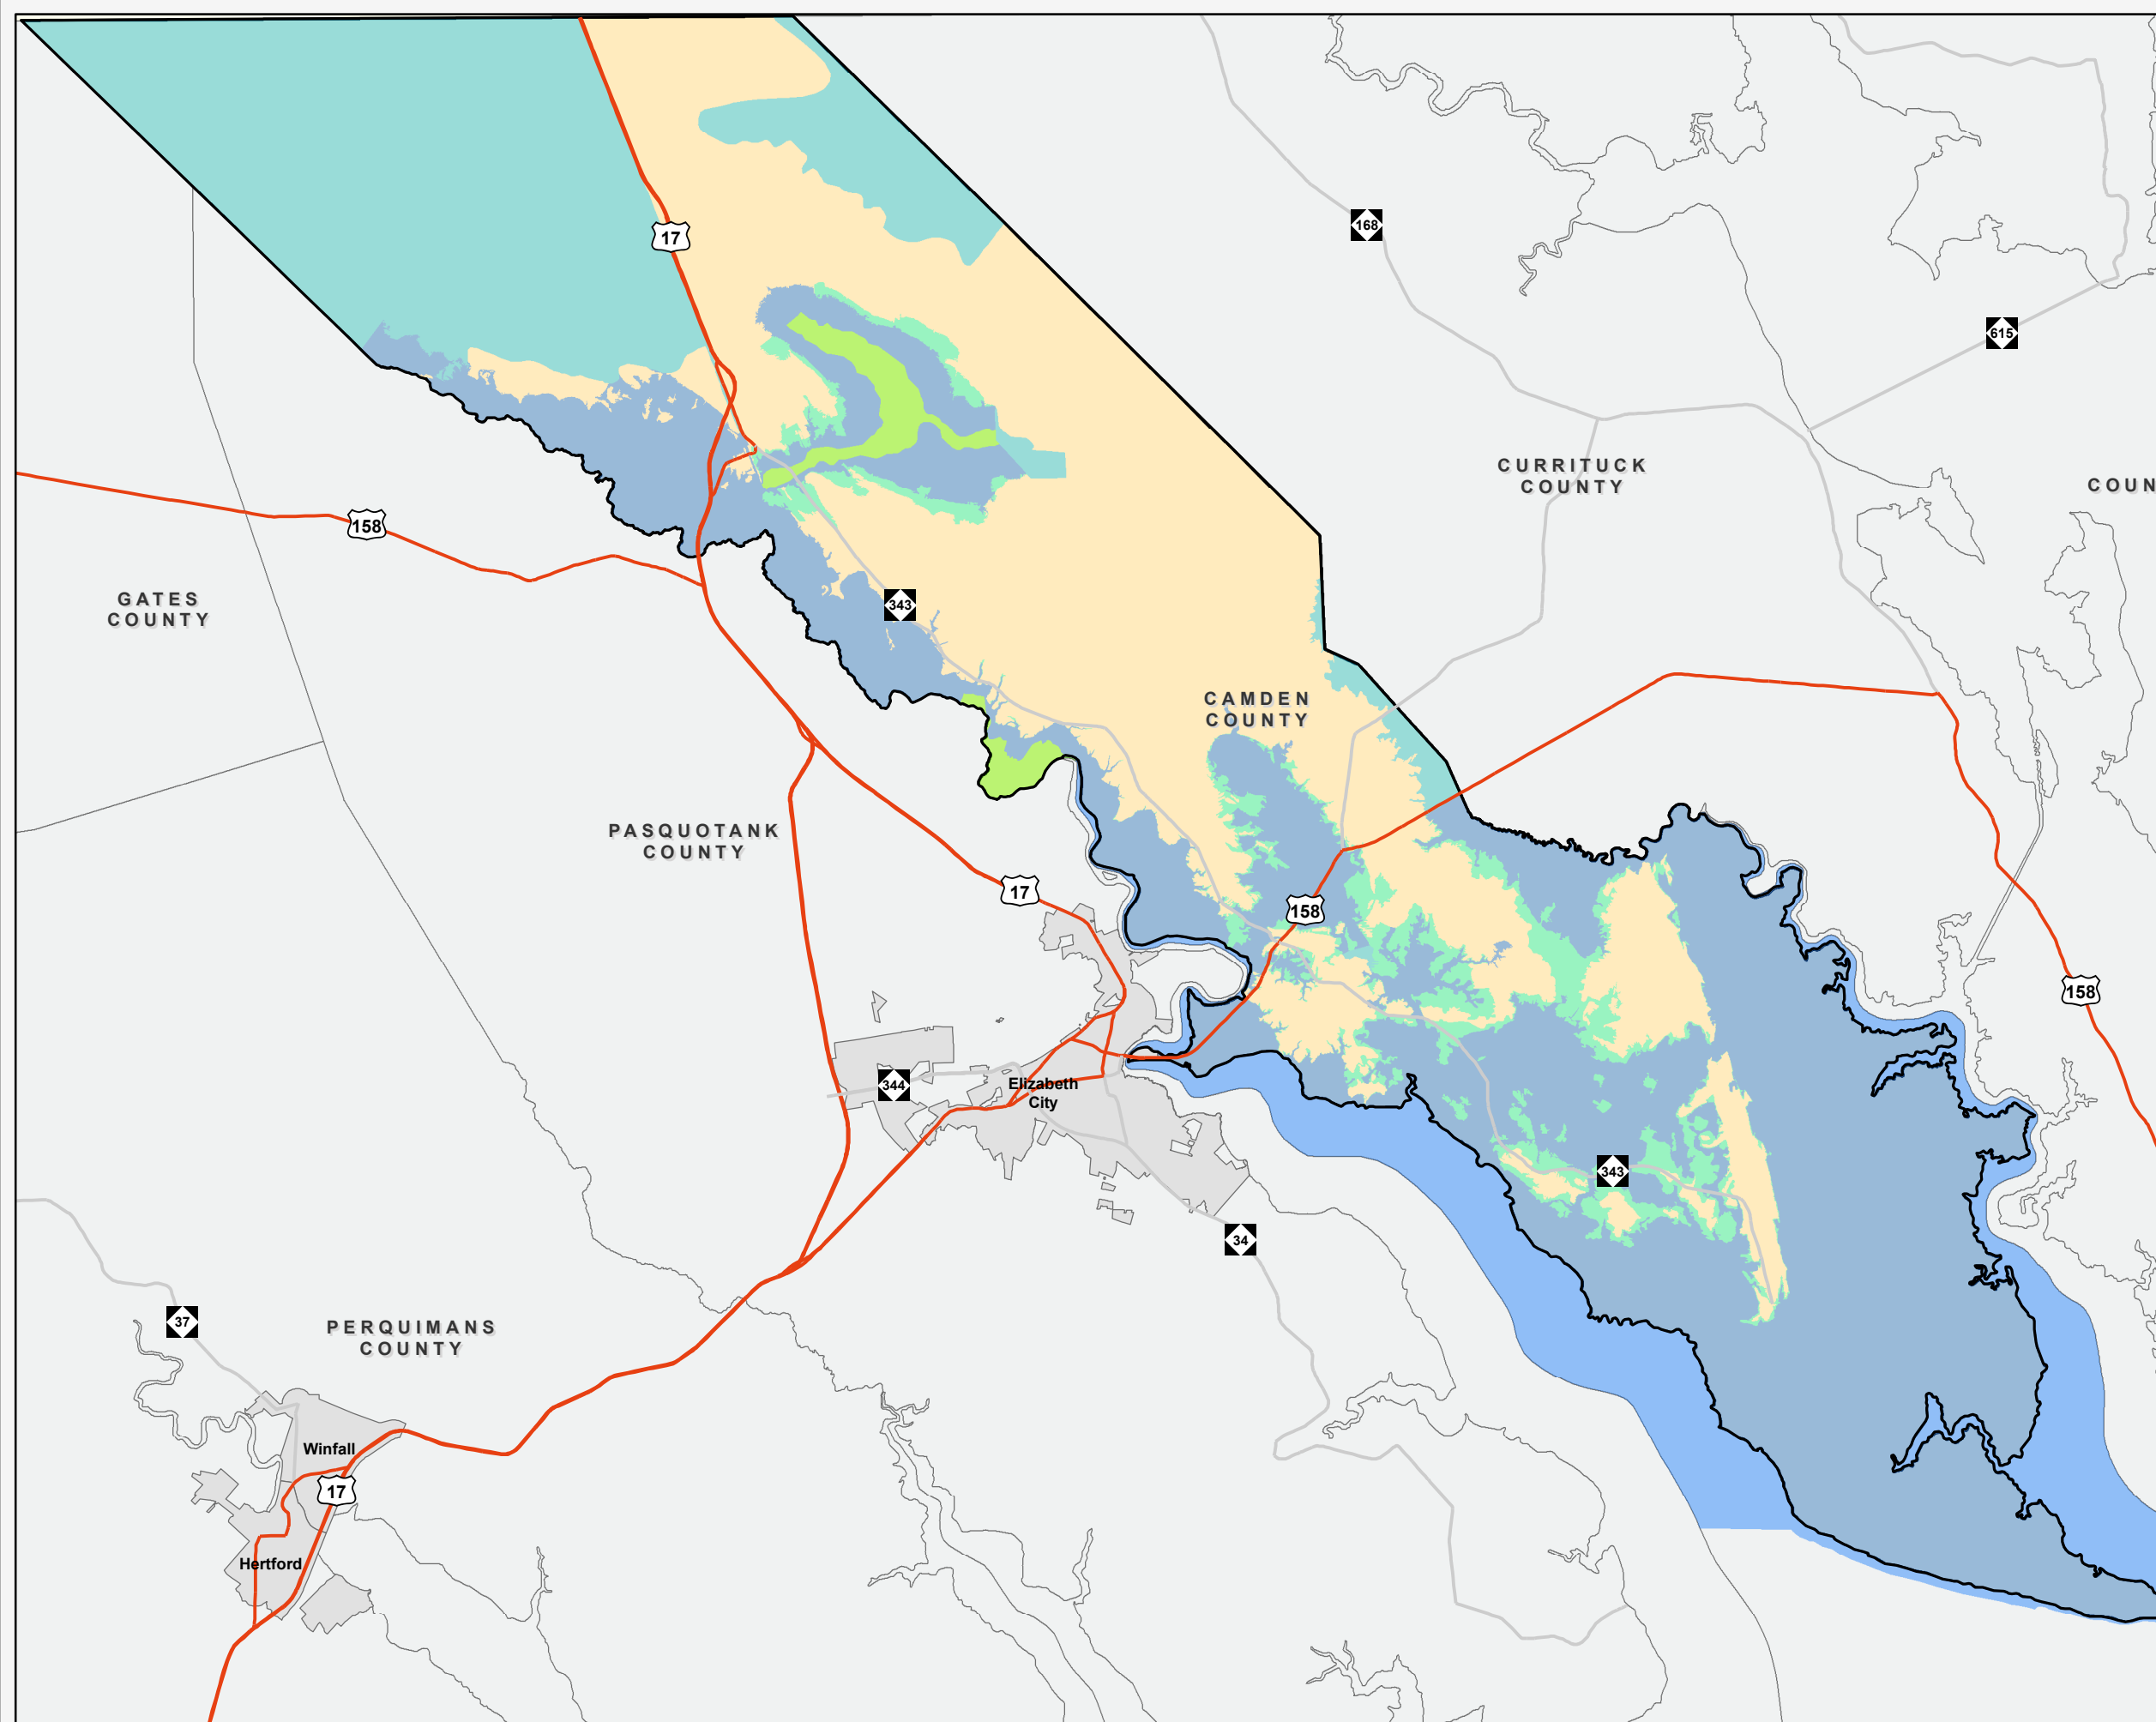 17
168
615
CURRITUCK
COUNTY
COUN
158
GATES
COUNTY
343
CAMDEN
COUNTY
PASQUOTANK
COUNTY
17
158
158
344
Elizabeth
City
343
34
37
PERQUIMANS
COUNTY
Winfall
17
Hertford